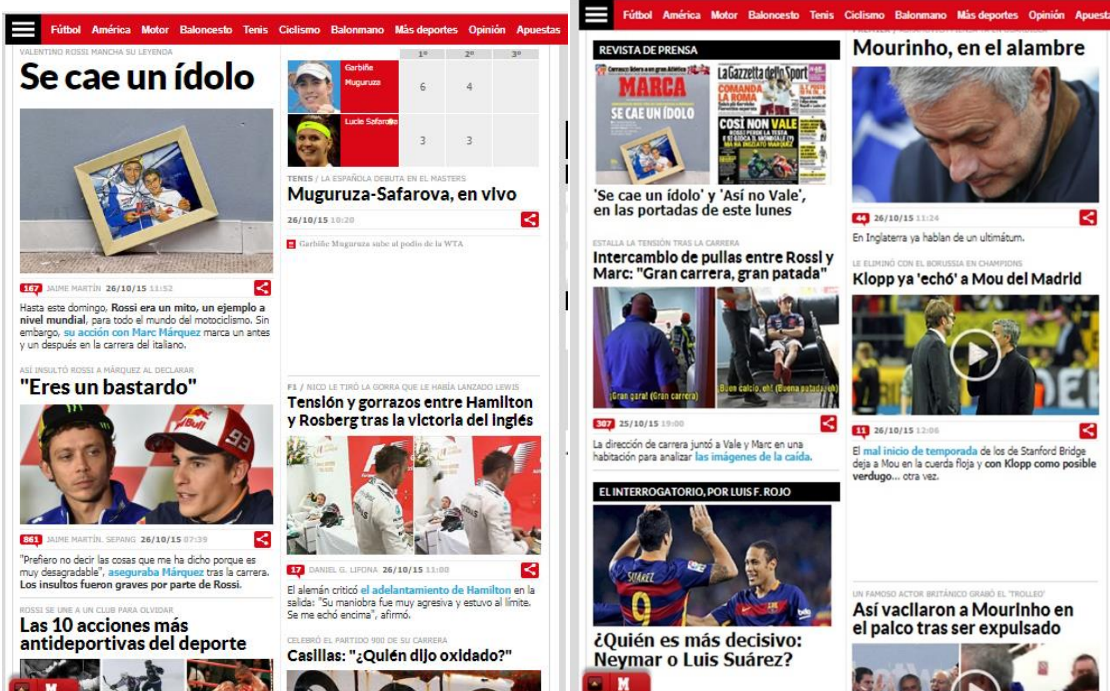 Fútbol América Motor Baloncesto Tenis Ciclismo Balonmano Más deportes Opinión Apuestas
VALENTINO ROSSI MANCHA SU LEYENDA
Se cae un ídolo
167 JAIME MARTÍN 26/10/15 11:52
Hasta este domingo, Rossi era un mito, un ejemplo a
nivel mundial, para todo el mundo del motociclismo. Sin
embargo, su acción con Marc Márquez marca un antes
y un después en la carrera del italiano.
ASÍ INSULTÓ ROSSI A MÁRQUEZ AL DECLARAR
"Eres un bastardo"
Bull
93
861 JAIME MARTÍN. SEPANG 26/10/15 07:39
"Prefiero no decir las cosas que me ha dicho porque es
muy desagradable", aseguraba Márquez tras la carrera.
Los insultos fueron graves por parte de Rossi.
ROSSI SE UNE A UN CLUB PARA OLVIDAR
Las 10 acciones más
antideportivas del deporte
M
1º 2º 3º
Garbiñe
Muguruza
6 4
Lucie Safarova
3 3
TENIS / LA ESPAÑOLA DEBUTA EN EL MASTERS
Muguruza-Safarova, en vivo
26/10/15 10:20
Garbiñe Muguruza sube al podio de la WTA
F1 / NICO LE TIRÓ LA GORRA QUE LE HABÍA LANZADO LEWIS
Tensión y gorrazos entre Hamilton
y Rosberg tras la victoria del inglés
17 DANIEL G. LIFONA 26/10/15 11:00
El alemán criticó el adelantamiento de Hamilton en la
salida: "Su maniobra fue muy agresiva y estuvo al límite.
Se me echó encima", afirmó.
CELEBRÓ EL PARTIDO 900 DE SU CARRERA
Casillas: "¿Quién dijo oxidado?"
Fútbol América Motor Baloncesto Tenis Ciclismo Balonmano Más deportes Opinión Apuest
REVISTA DE PRENSA
MARCA
SE CAE UN ÍDOLO
La Gazzetta dello Sport
COMANDA
LA ROMA
COSÌ NON VALE
'Se cae un ídolo' y 'Así no Vale',
en las portadas de este lunes
ESTALLA LA TENSIÓN TRAS LA CARRERA
Intercambio de pullas entre Rossi y
Marc: "Gran carrera, gran patada"
¡Gran gara! (Gran carrera)
¡Buen calcio, eh! (Buena patada, eh)
307 25/10/15 19:00
La dirección de carrera juntó a Vale y Marc en una
habitación para analizar las imágenes de la caída.
EL INTERROGATORIO, POR LUIS F. ROJO
SUÁREZ
9
¿Quién es más decisivo:
Neymar o Luis Suárez?
M
Mourinho, en el alambre
44 26/10/15 11:24
En Inglaterra ya hablan de un ultimátum.
LE ELIMINÓ CON EL BORUSSIA EN CHAMPIONS
Klopp ya 'echó' a Mou del Madrid
11 26/10/15 12:06
El mal inicio de temporada de los de Stanford Bridge
deja a Mou en la cuerda floja y con Klopp como posible
verdugo... otra vez.
UN FAMOSO ACTOR BRITÁNICO GRABÓ EL 'TROLLEO'
Así vacilaron a Mourinho en
el palco tras ser expulsado